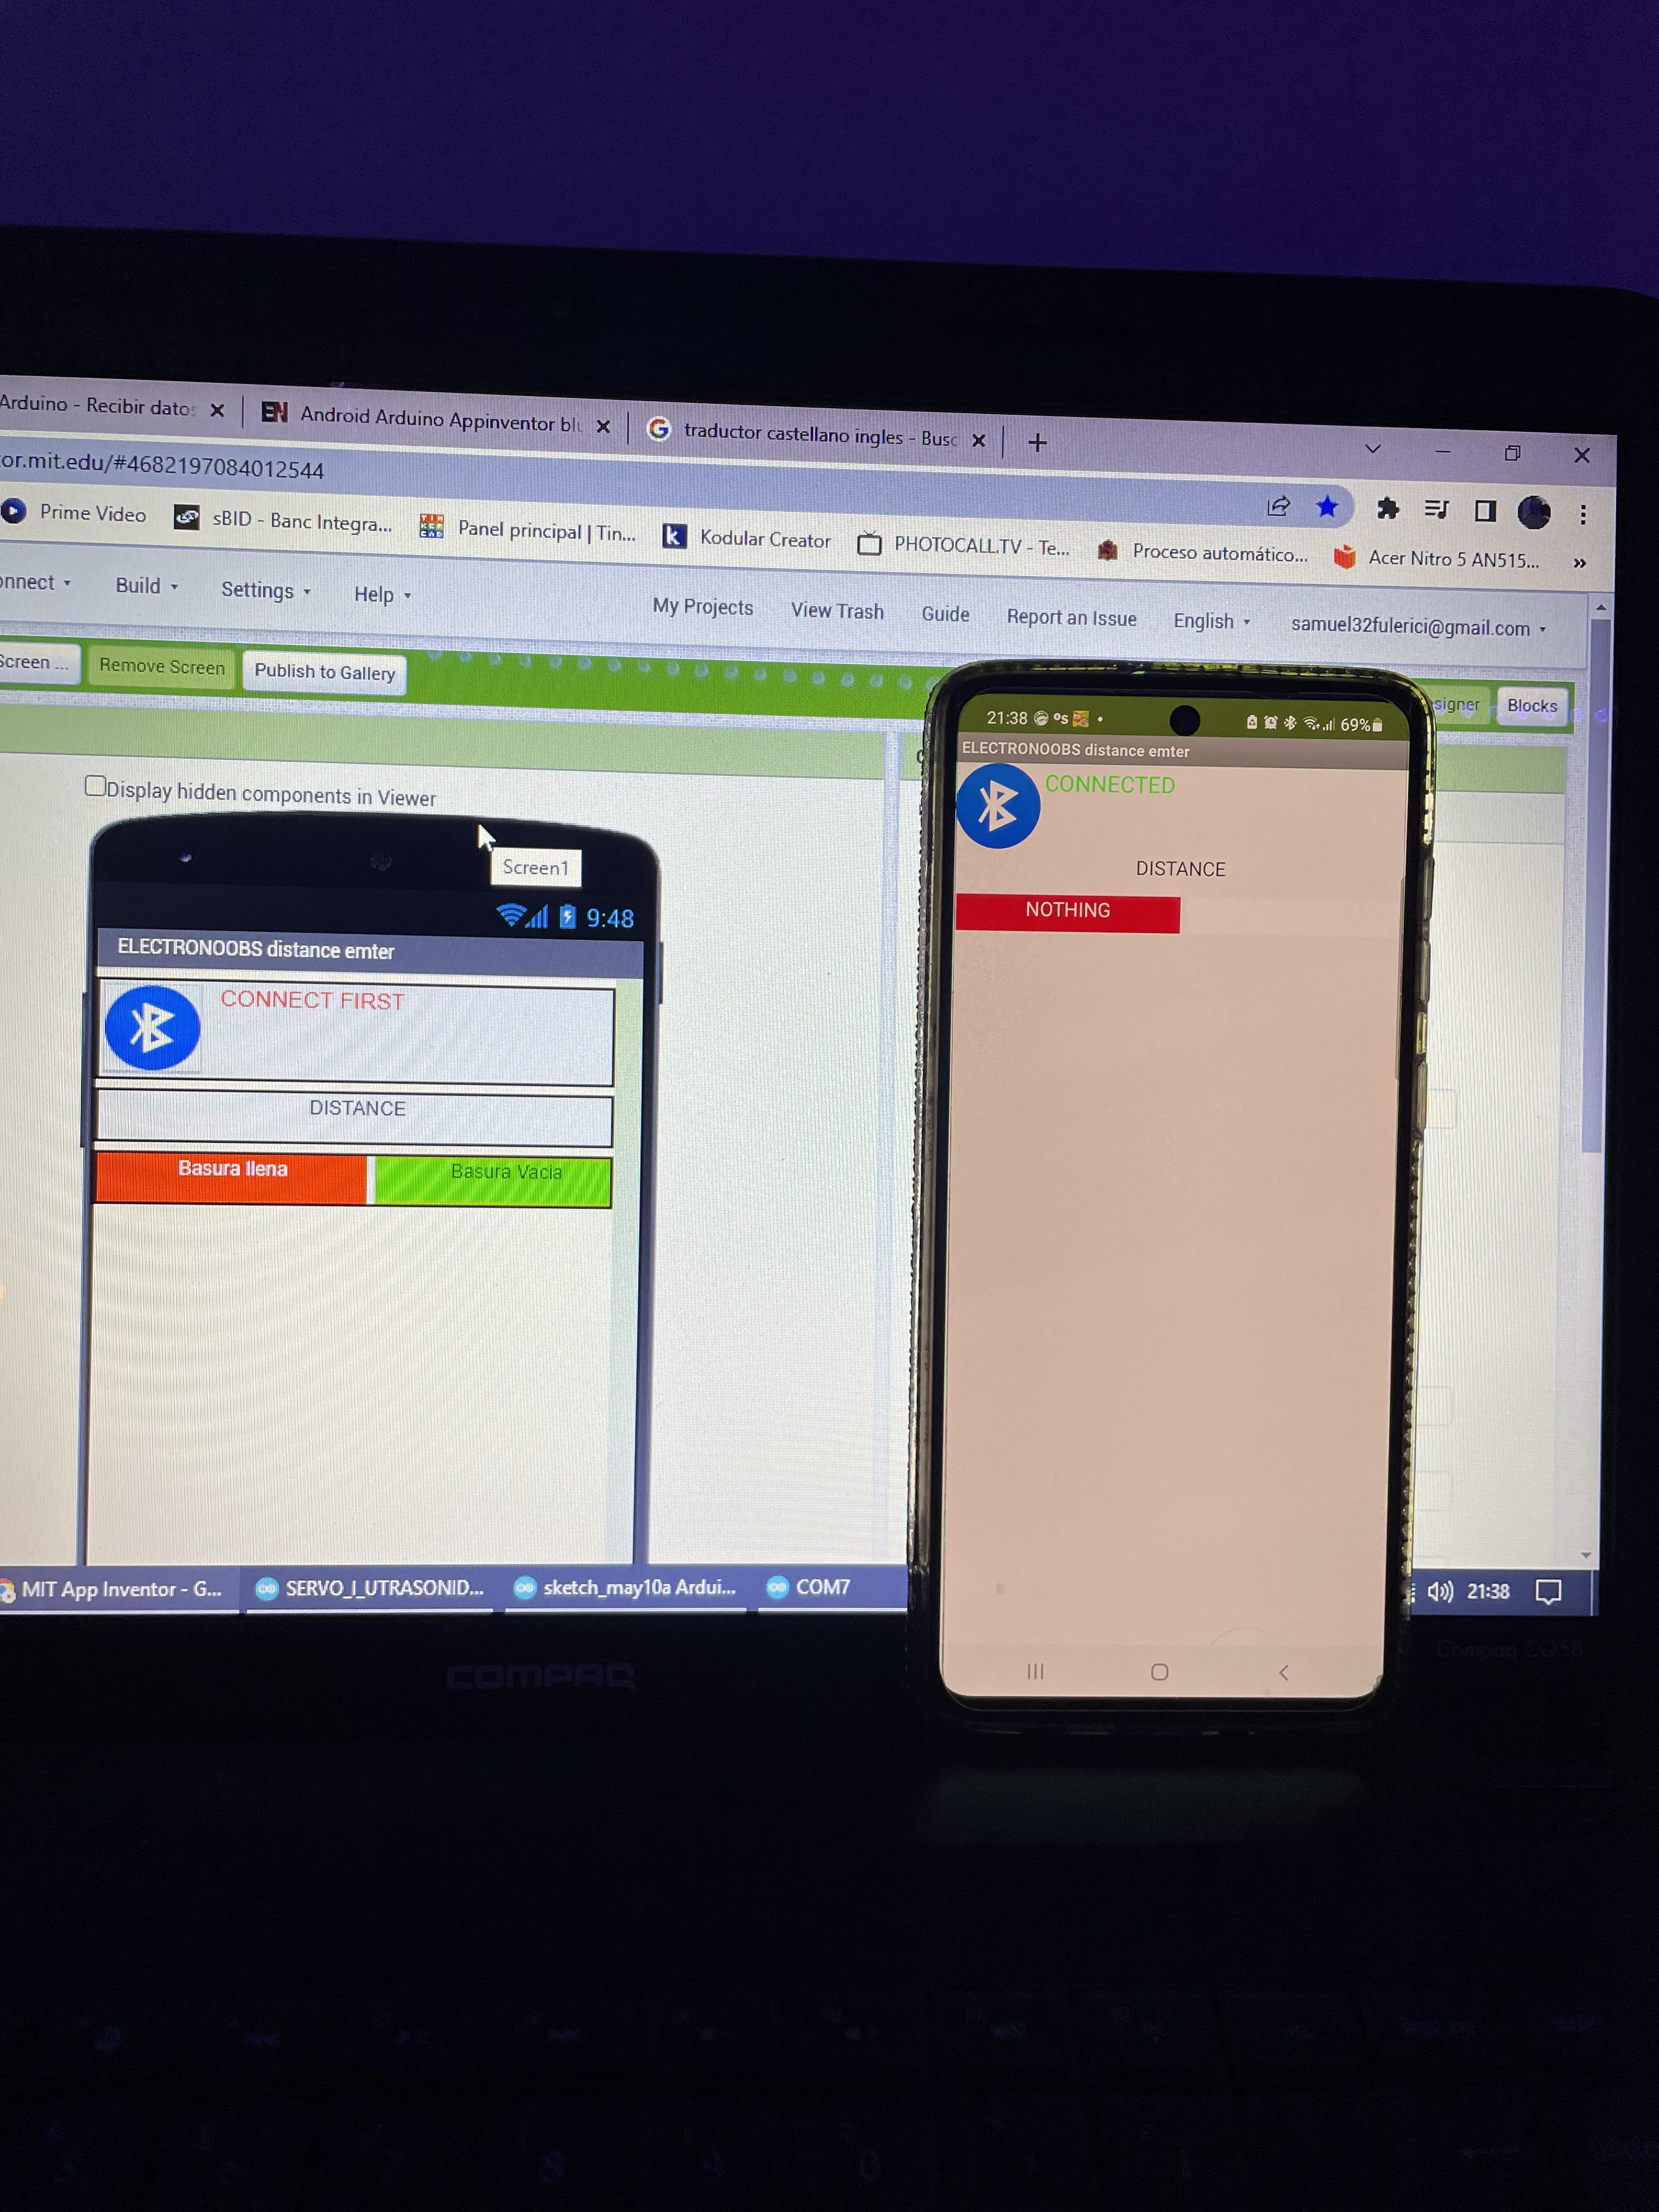 Arduino - Recibir datos
Android Arduino Appinventor blu
traductor castellano ingles - Busc
or.mit.edu/#4682197084012544
Prime Video
sBID - Banc Integra...
Panel principal | Tin...
Kodular Creator
PHOTOCALL.TV - Te...
Proceso automático...
Acer Nitro 5 AN515...
»
onnect
Build
Settings
Help
My Projects
View Trash
Guide
Report an Issue
English
samuel32fulerici@gmail.com
Screen ...
Remove Screen
Publish to Gallery
signer
Blocks
Display hidden components in Viewer
Screen1
9:48
ELECTRONOOBS distance emter
CONNECT FIRST
DISTANCE
Basura llena
Basura Vacia
21:38
69%
ELECTRONOOBS distance emter
CONNECTED
DISTANCE
NOTHING
MIT App Inventor - G...
SERVO_I_UTRASONID...
sketch_may10a Ardui...
COM7
21:38
COMPAQ
Compaq CQ58